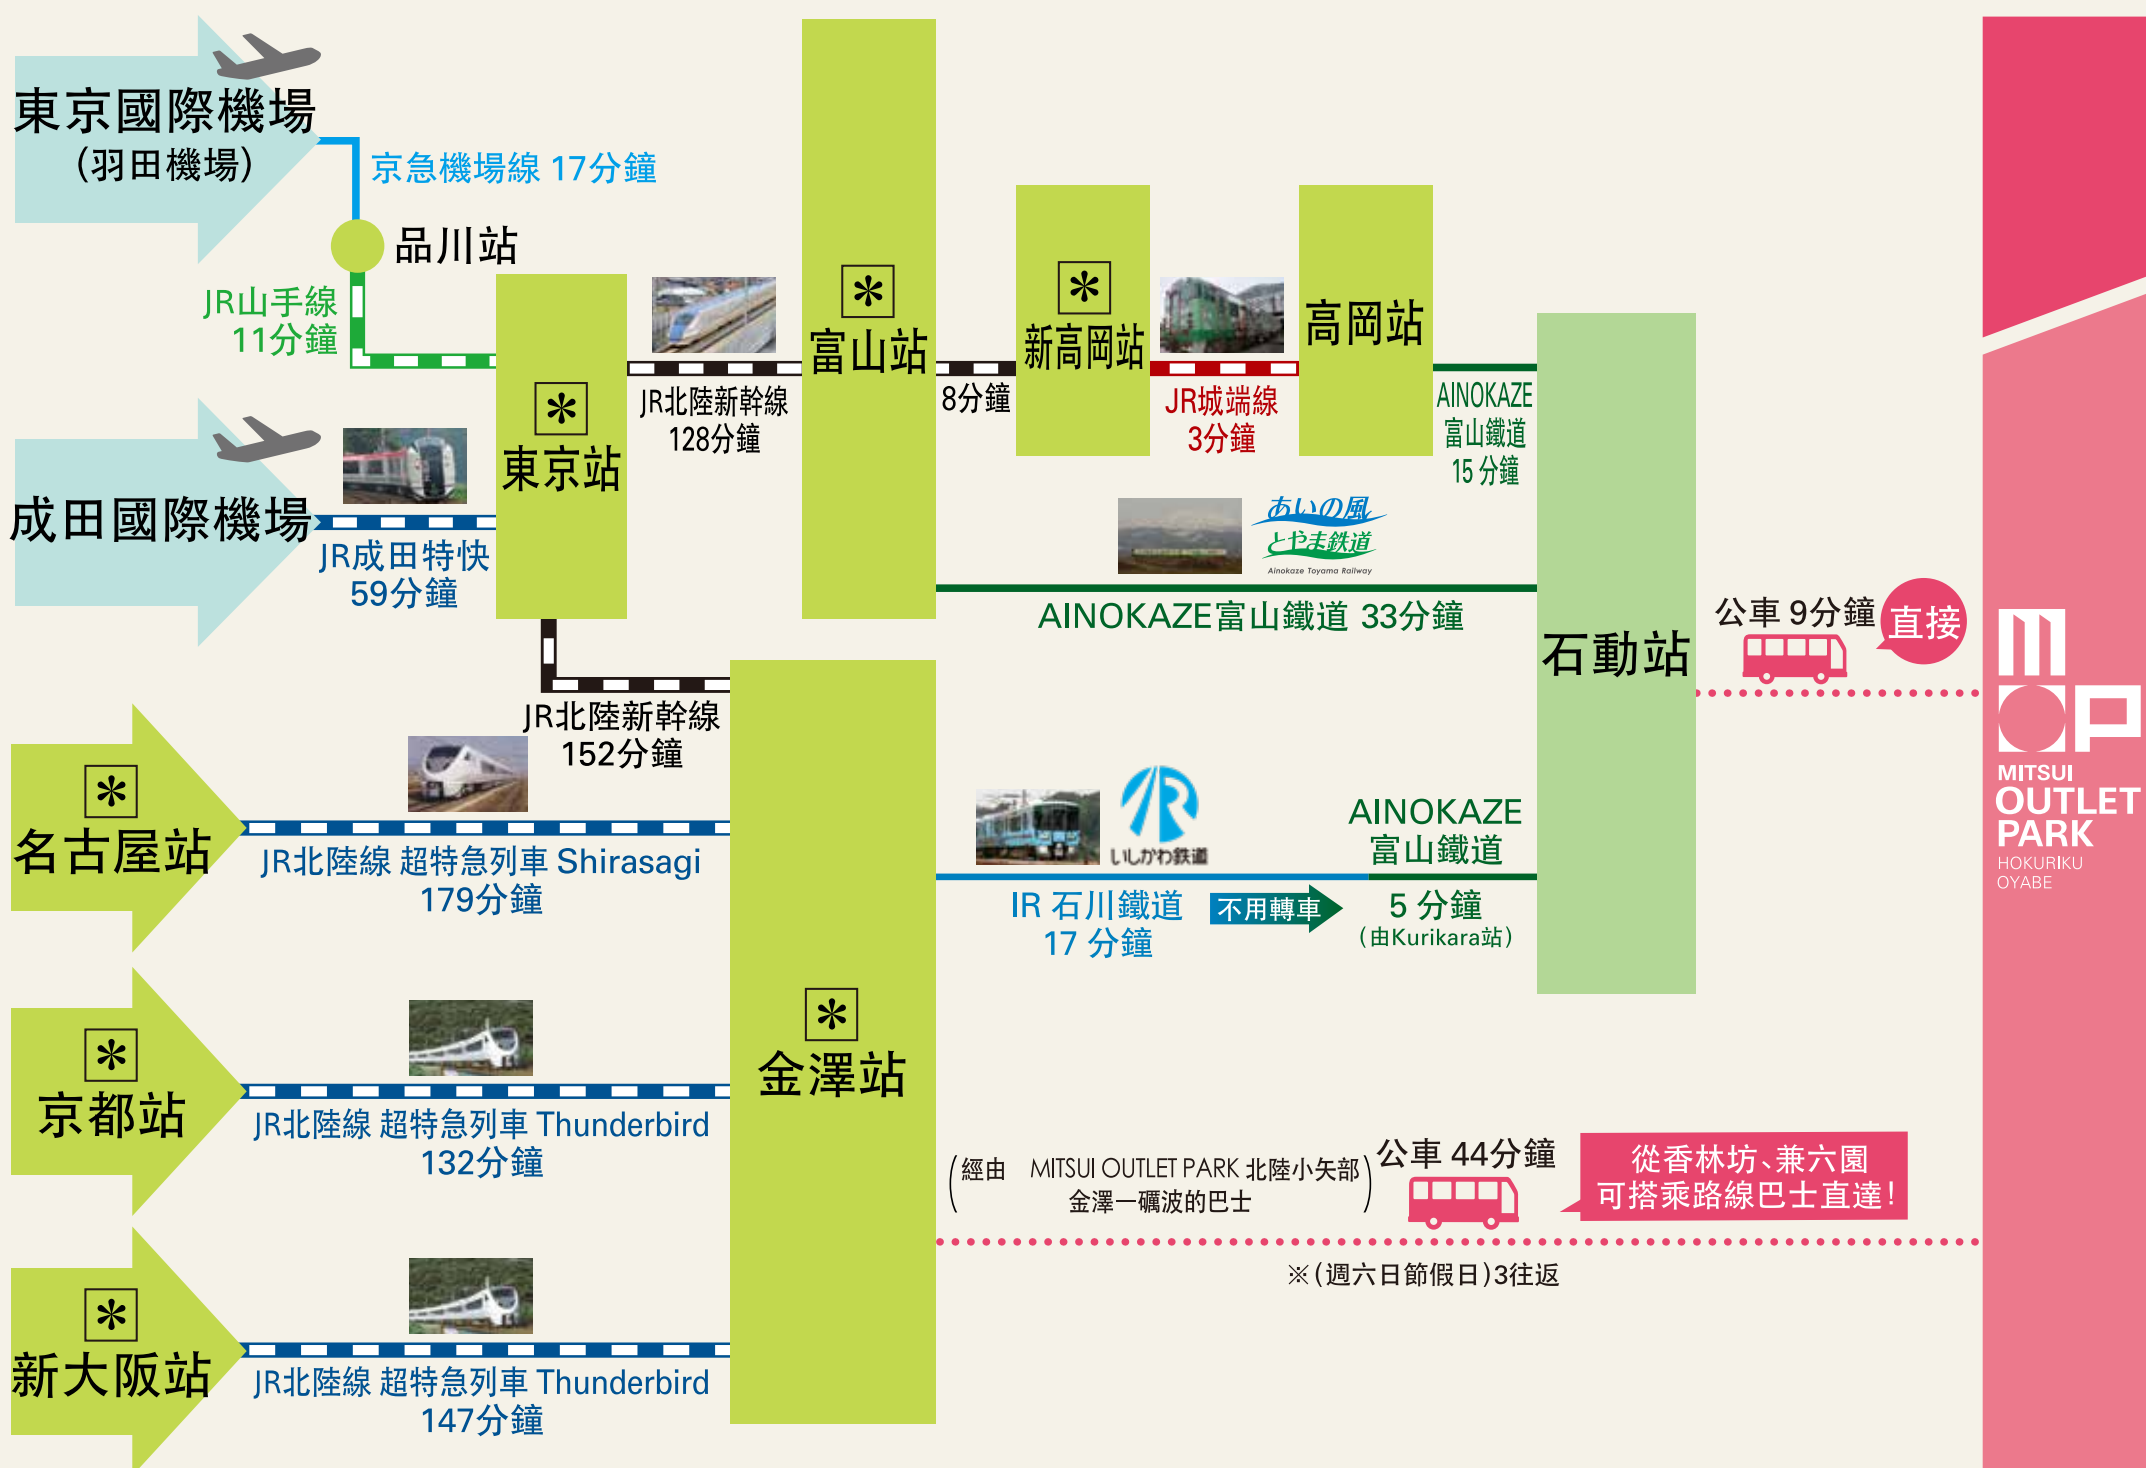 東京國際機場
(羽田機場)
京急機場線 17分鐘
品川站
JR山手線
11分鐘
成田國際機場
JR成田特快
59分鐘
*
東京站
JR北陸新幹線
128分鐘
*
富山站
8分鐘
*
新高岡站
JR城端線
3分鐘
高岡站
AINOKAZE
富山鐵道
15 分鐘
あいの風
とやま鉄道
Ainokaze Toyama Railway
AINOKAZE富山鐵道 33分鐘
石動站
公車 9分鐘
直接
JR北陸新幹線
152分鐘
*
名古屋站
JR北陸線 超特急列車 Shirasagi
179分鐘
いしかわ鉄道
IR 石川鐵道
17 分鐘
不用轉車
AINOKAZE
富山鐵道
5 分鐘
(由Kurikara站)
*
京都站
JR北陸線 超特急列車 Thunderbird
132分鐘
*
金澤站
(經由 MITSUI OUTLET PARK 北陸小矢部
金澤一礪波的巴士)
公車 44分鐘
從香林坊、兼六園
可搭乘路線巴士直達!
※(週六日節假日)3往返
*
新大阪站
JR北陸線 超特急列車 Thunderbird
147分鐘
MOP
MITSUI
OUTLET
PARK
HOKURIKU
OYABE